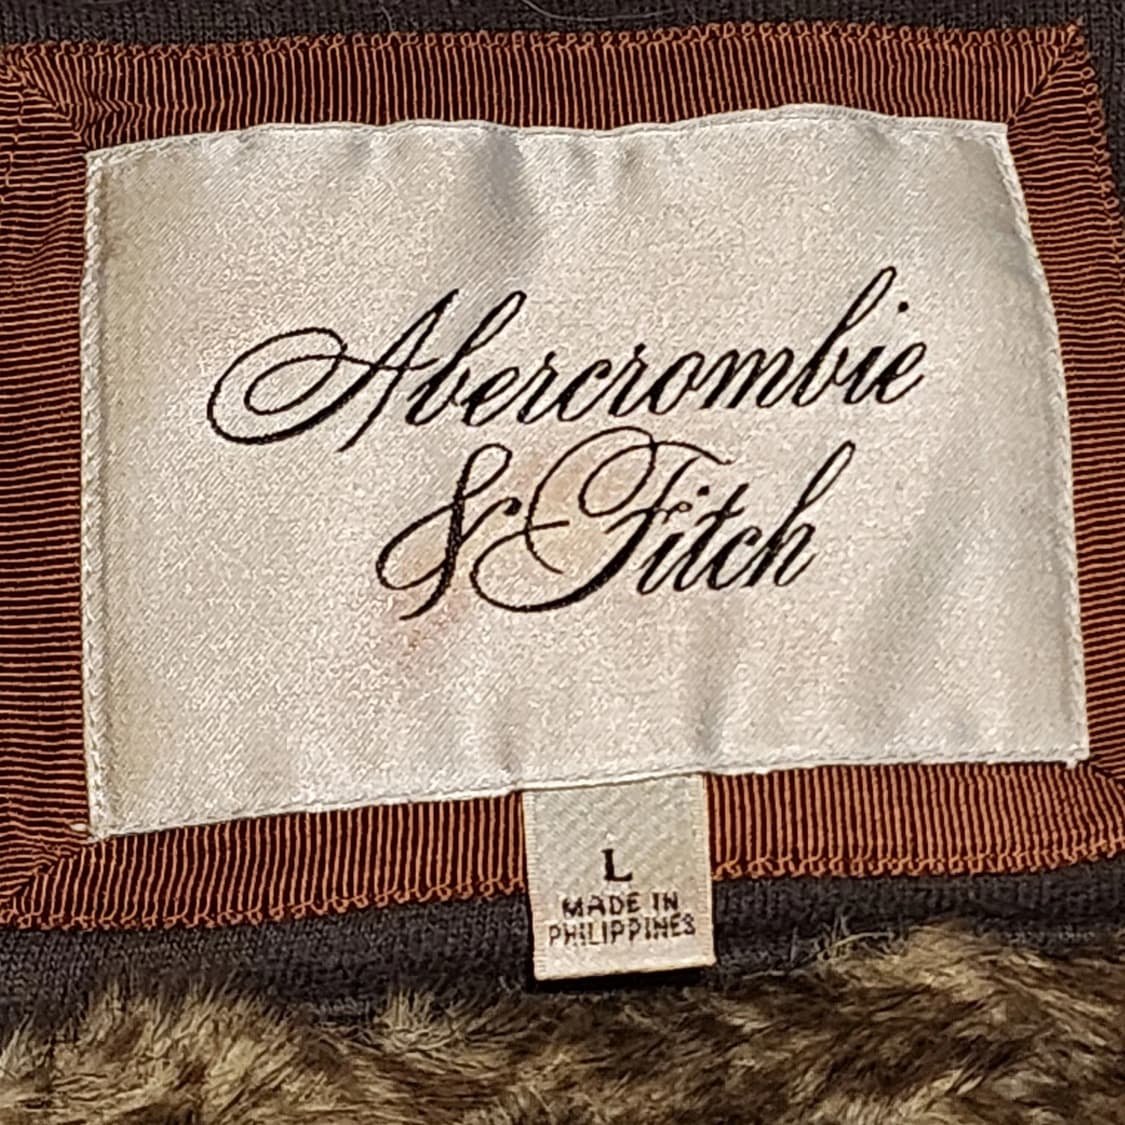 Abercrombie
& Fitch
L
MADE IN
PHILIPPINES